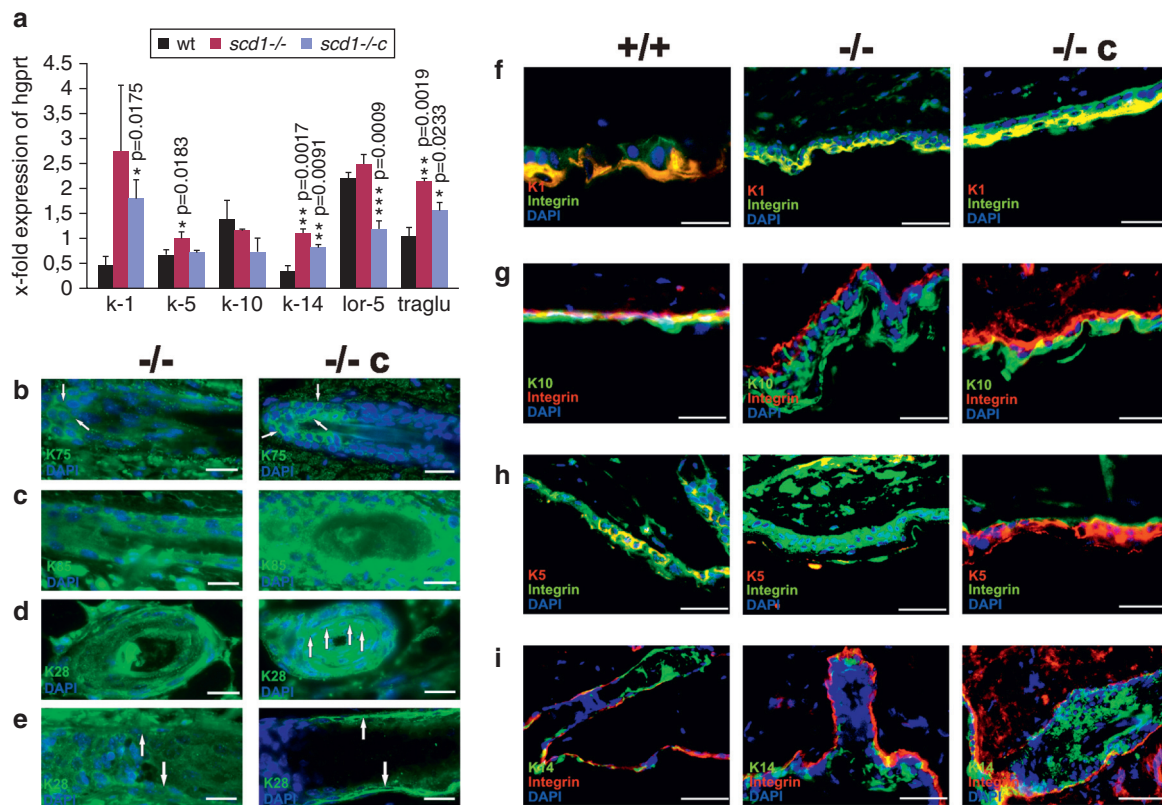 a
wt scd1-/- scd1-/-c
x-fold expression of hgprt
4.5
4
3,5
3
2,5
2
1.5
1
0,5
0
* p=0.0175
* p=0.0183
** p=0.0017
** p=0.0091
*** p=0.0009
** p=0.0019
* p=0.0233
k-1 k-5 k-10 k-14 lor-5 traglu
-/- -/- c
b
K75
DAPI
K75
DAPI
c
K85
DAPI
K85
DAPI
d
K28
DAPI
K28
DAPI
e
K28
DAPI
K28
DAPI
+/+ -/- -/- c
f
K1
Integrin
DAPI
K1
Integrin
DAPI
K1
Integrin
DAPI
g
K10
Integrin
DAPI
K10
Integrin
DAPI
K10
Integrin
DAPI
h
K5
Integrin
DAPI
K5
Integrin
DAPI
K5
Integrin
DAPI
i
K14
Integrin
DAPI
K14
Integrin
DAPI
K14
Integrin
DAPI